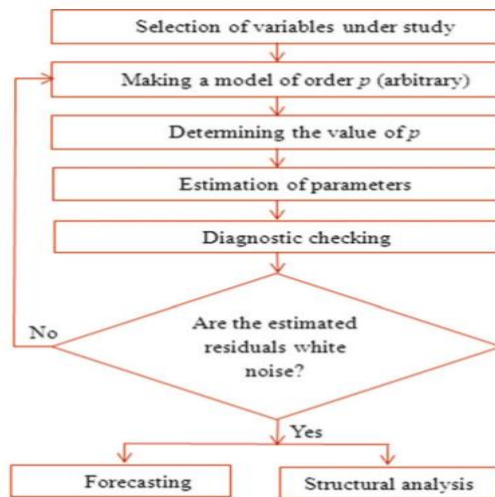 Selection of variables under study
Making a model of order p (arbitrary)
Determining the value of p
Estimation of parameters
Diagnostic checking
Are the estimated
residuals white
noise?
No
Yes
Forecasting
Structural analysis